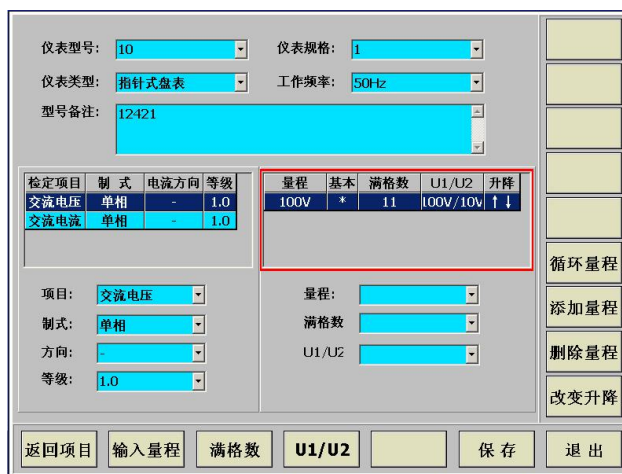 仪表型号: 10 仪表规格: 1
仪表类型: 指针式盘表 工作频率: 50Hz
型号备注: 12421
检定项目 制 式 电流方向 等级
交流电压 单相 - 1.0
交流电流 单相 - 1.0
量程 基本 满格数 U1/U2 升降
100V * 11 100V/10V ↑↓
项目: 交流电压
制式: 单相
方向: -
等级: 1.0
量程:
满格数
U1/U2
循环量程
添加量程
删除量程
改变升降
返回项目 输入量程 满格数 U1/U2 保存 退出